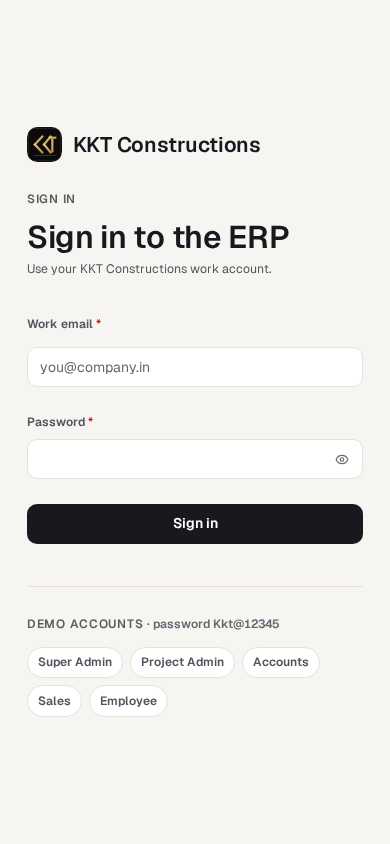 KKT Constructions
SIGN IN
Sign in to the ERP
Use your KKT Constructions work account.
Work email *
you@company.in
Password *
Sign in
DEMO ACCOUNTS · password Kkt@12345
Super Admin
Project Admin
Accounts
Sales
Employee